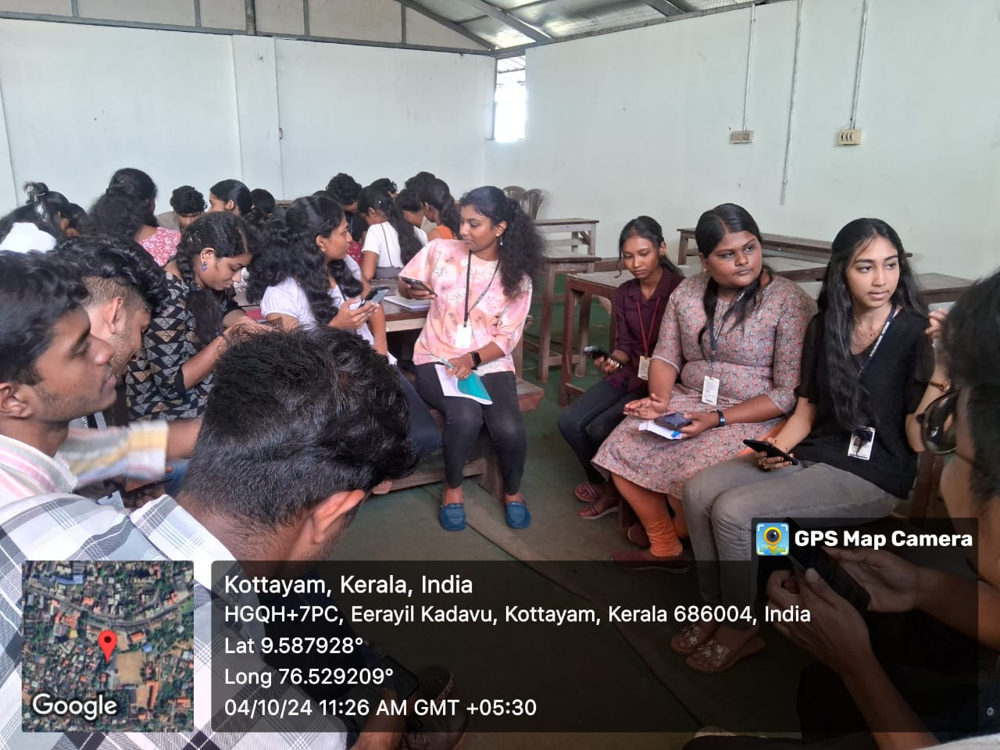 GPS Map Camera
Kottayam, Kerala, India
HGQH+7PC, Eerayil Kadavu, Kottayam, Kerala 686004, India
Lat 9.587928°
Long 76.529209°
04/10/24 11:26 AM GMT +05:30
Google